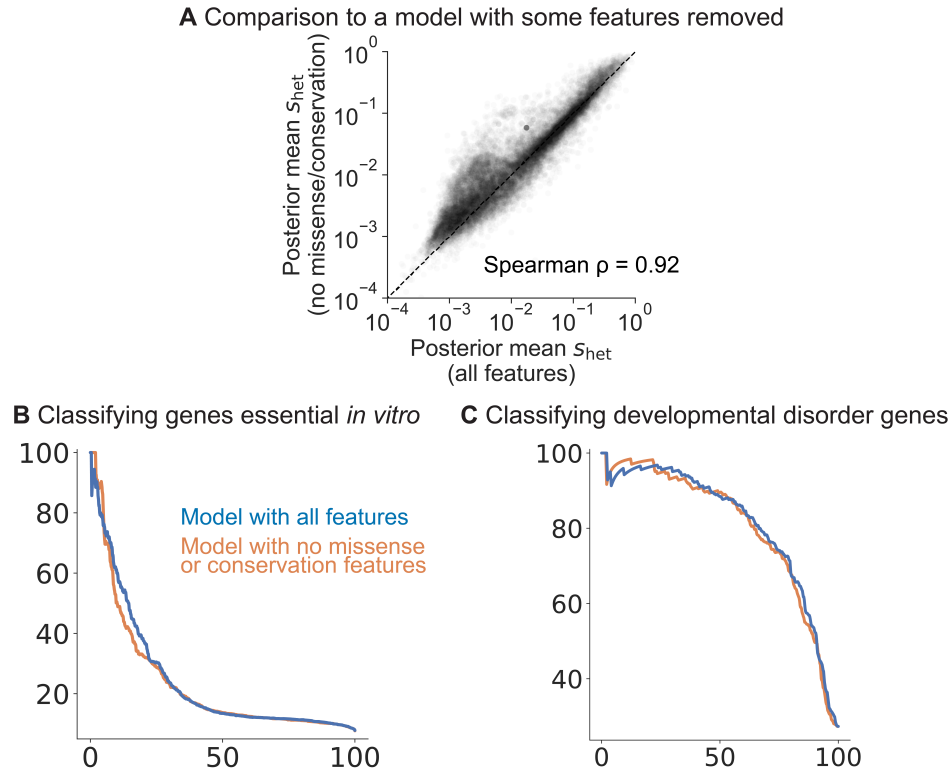 A Comparison to a model with some features removed
Posterior mean s_het
(no missense/conservation)
10^0
10^-1
10^-2
10^-3
10^-4
Spearman ρ = 0.92
10^-4 10^-3 10^-2 10^-1 10^0
Posterior mean s_het
(all features)
B Classifying genes essential in vitro
100
80
60
40
20
Model with all features
Model with no missense
or conservation features
0 50 100
C Classifying developmental disorder genes
100
80
60
40
0 50 100